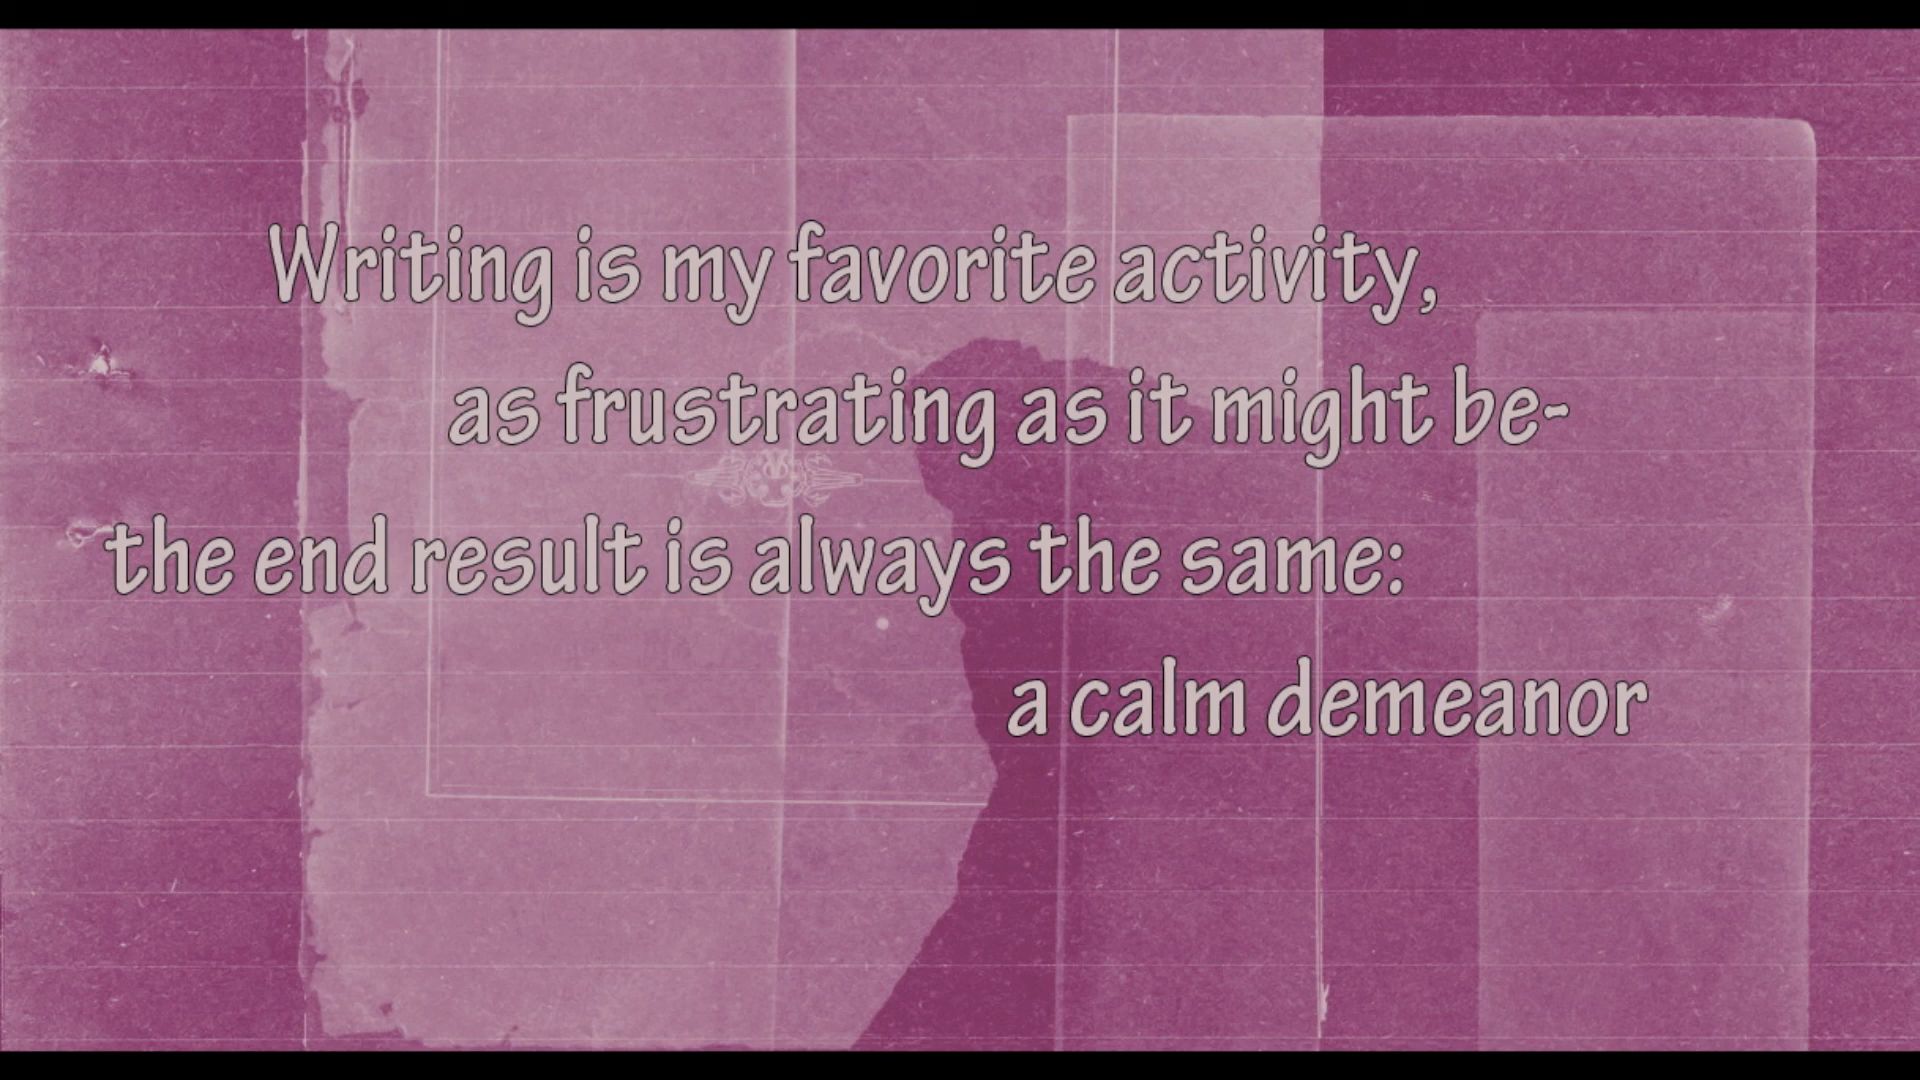 Writing is my favorite activity,
as frustrating as it might be-
the end result is always the same:
a calm demeanor